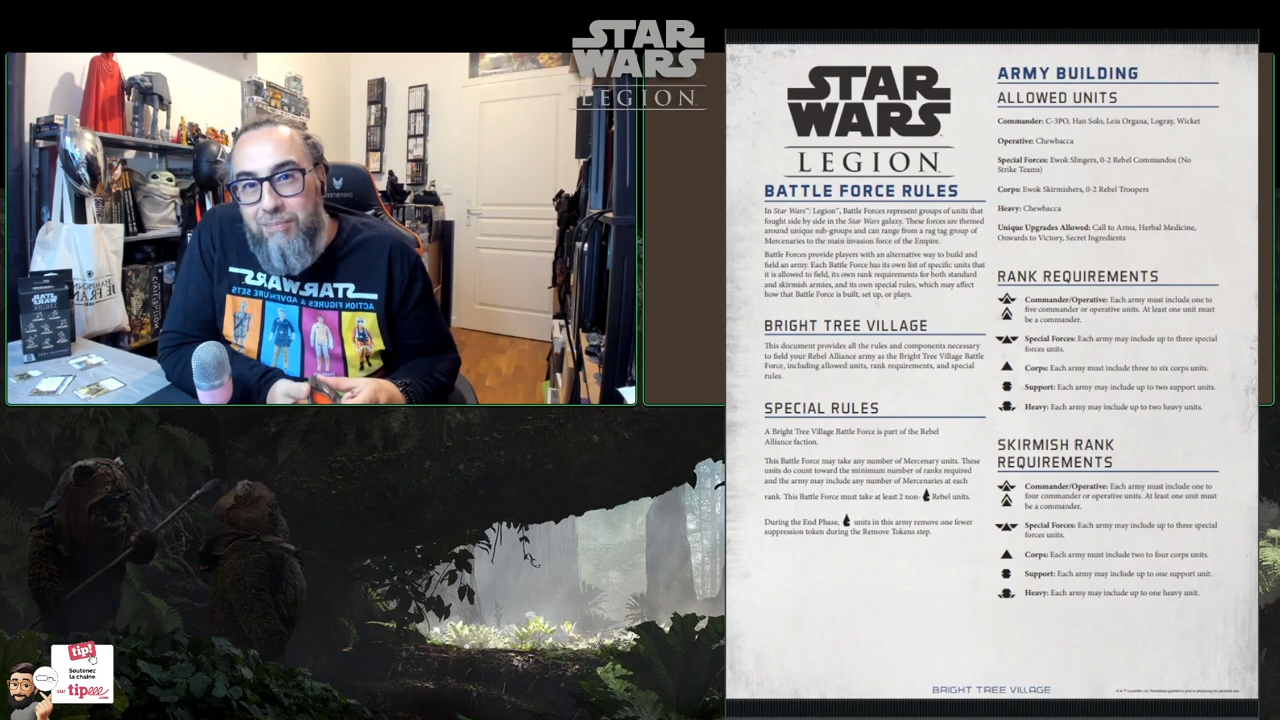 STAR
WARS
LEGION
STAR WARS
ACTION FIGURES & ADVENTURE SETS
STAR
WARS
LEGION
BATTLE FORCE RULES
In Star Wars™: Legion™, Battle Forces represent groups of units that
fought side by side in the Star Wars galaxy. These forces are themed
around unique sub-groups and can range from a rag tag group of
Mercenaries to the main invasion force of the Empire.
Battle Forces provide players with an alternative way to build and
field an army. Each Battle Force has its own list of specific units that
it is allowed to field, its own rank requirements for both standard
and skirmish armies, and its own special rules, which may affect
how that Battle Force is built, set up, or plays.
BRIGHT TREE VILLAGE
This document provides all the rules and components necessary
to field your Rebel Alliance army as the Bright Tree Village Battle
Force, including allowed units, rank requirements, and special
rules.
SPECIAL RULES
A Bright Tree Village Battle Force is part of the Rebel
Alliance faction.
This Battle Force may take any number of Mercenary units. These
units do count toward the minimum number of ranks required
and the army may include any number of Mercenaries at each
rank. This Battle Force must take at least 2 non- Rebel units.
During the End Phase, units in this army remove one fewer
suppression token during the Remove Tokens step.
ARMY BUILDING
ALLOWED UNITS
Commander: C-3PO, Han Solo, Leia Organa, Logray, Wicket
Operative: Chewbacca
Special Forces: Ewok Slingers, 0-2 Rebel Commandos (No
Strike Teams)
Corps: Ewok Skirmishers, 0-2 Rebel Troopers
Heavy: Chewbacca
Unique Upgrades Allowed: Call to Arms, Herbal Medicine,
Onwards to Victory, Secret Ingredients
RANK REQUIREMENTS
Commander/Operative: Each army must include one to
five commander or operative units. At least one unit must
be a commander.
Special Forces: Each army may include up to three special
forces units.
Corps: Each army must include three to six corps units.
Support: Each army may include up to two support units.
Heavy: Each army may include up to two heavy units.
SKIRMISH RANK
REQUIREMENTS
Commander/Operative: Each army must include one to
four commander or operative units. At least one unit must
be a commander.
Special Forces: Each army may include up to three special
forces units.
Corps: Each army must include two to four corps units.
Support: Each army may include up to one support unit.
Heavy: Each army may include up to one heavy unit.
BRIGHT TREE VILLAGE
tip!
Soutenez
la chaîne
sur tipeee
.com